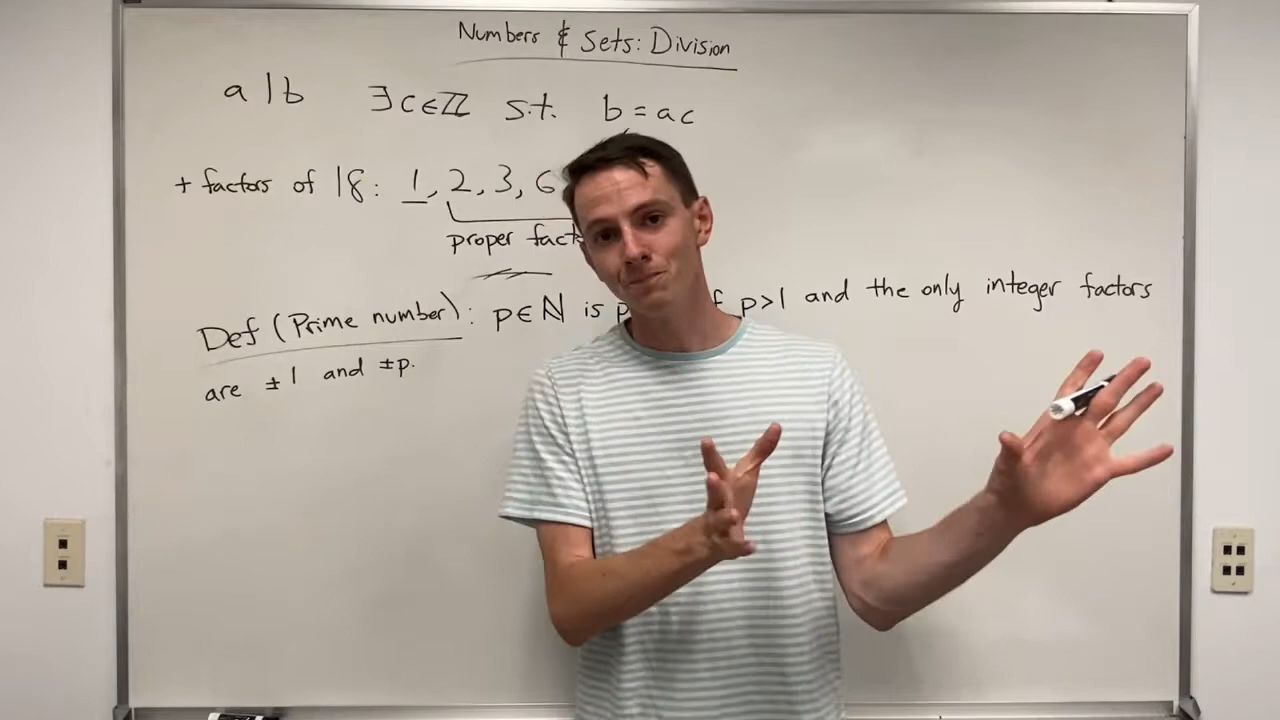 Numbers & Sets: Division
a | b ∃ c ∈ ℤ s.t. b = ac
+ factors of 18: 1, 2, 3, 6
proper fact
Def (Prime number): p ∈ ℕ is p f p>1 and the only integer factors
are ±1 and ±p.